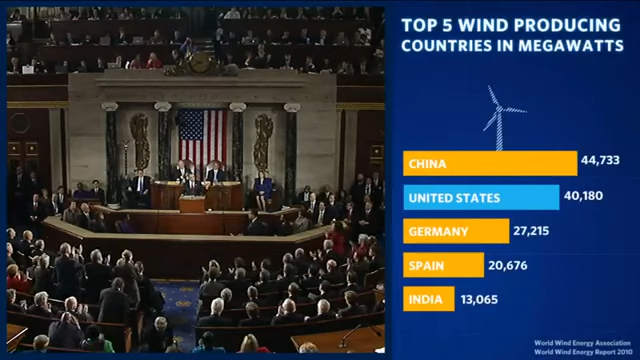 TOP 5 WIND PRODUCING
COUNTRIES IN MEGAWATTS
CHINA 44,733
UNITED STATES 40,180
GERMANY 27,215
SPAIN 20,676
INDIA 13,065
World Wind Energy Association
World Wind Energy Report 2010